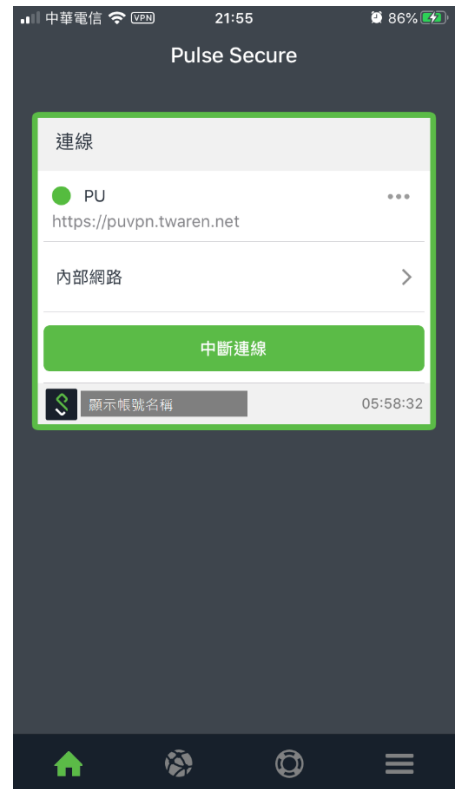 中華電信 VPN 21:55 86%
Pulse Secure
連線
PU
https://puvpn.twaren.net
內部網路
中斷連線
顯示帳號名稱 05:58:32